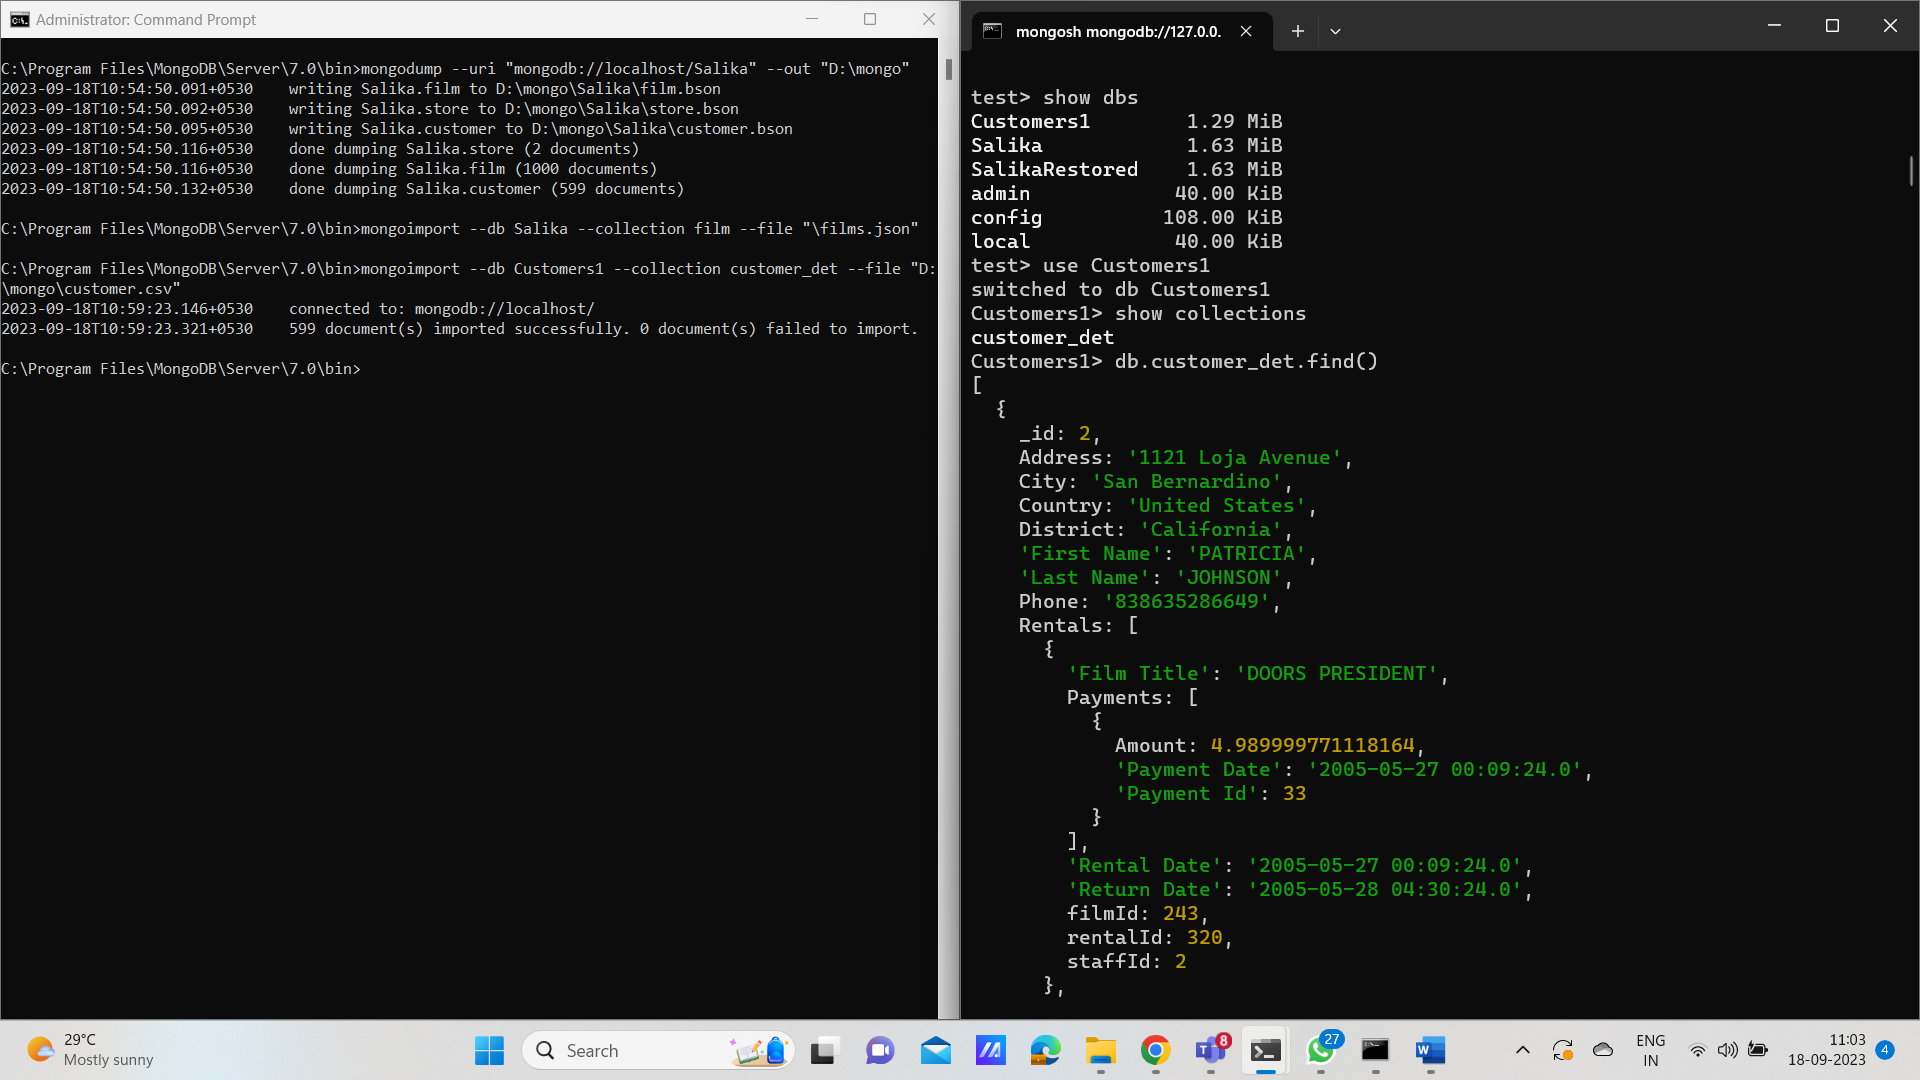 Administrator: Command Prompt
C:\Program Files\MongoDB\Server\7.0\bin>mongodump --uri "mongodb://localhost/Salika" --out "D:\mongo"
2023-09-18T10:54:50.091+0530    writing Salika.film to D:\mongo\Salika\film.bson
2023-09-18T10:54:50.092+0530    writing Salika.store to D:\mongo\Salika\store.bson
2023-09-18T10:54:50.095+0530    writing Salika.customer to D:\mongo\Salika\customer.bson
2023-09-18T10:54:50.116+0530    done dumping Salika.store (2 documents)
2023-09-18T10:54:50.116+0530    done dumping Salika.film (1000 documents)
2023-09-18T10:54:50.132+0530    done dumping Salika.customer (599 documents)
C:\Program Files\MongoDB\Server\7.0\bin>mongoimport --db Salika --collection film --file "\films.json"
C:\Program Files\MongoDB\Server\7.0\bin>mongoimport --db Customers1 --collection customer_det --file "D:
\mongo\customer.csv"
2023-09-18T10:59:23.146+0530    connected to: mongodb://localhost/
2023-09-18T10:59:23.321+0530    599 document(s) imported successfully. 0 document(s) failed to import.
C:\Program Files\MongoDB\Server\7.0\bin>
mongosh mongodb://127.0.0.
test> show dbs
Customers1        1.29 MiB
Salika            1.63 MiB
SalikaRestored    1.63 MiB
admin            40.00 KiB
config          108.00 KiB
local            40.00 KiB
test> use Customers1
switched to db Customers1
Customers1> show collections
customer_det
Customers1> db.customer_det.find()
[
  {
    _id: 2,
    Address: '1121 Loja Avenue',
    City: 'San Bernardino',
    Country: 'United States',
    District: 'California',
    'First Name': 'PATRICIA',
    'Last Name': 'JOHNSON',
    Phone: '838635286649',
    Rentals: [
      {
        'Film Title': 'DOORS PRESIDENT',
        Payments: [
          {
            Amount: 4.989999771118164,
            'Payment Date': '2005-05-27 00:09:24.0',
            'Payment Id': 33
          }
        ],
        'Rental Date': '2005-05-27 00:09:24.0',
        'Return Date': '2005-05-28 04:30:24.0',
        filmId: 243,
        rentalId: 320,
        staffId: 2
      },
29°C
Mostly sunny
Search
8
27
ENG
IN
11:03
18-09-2023
4